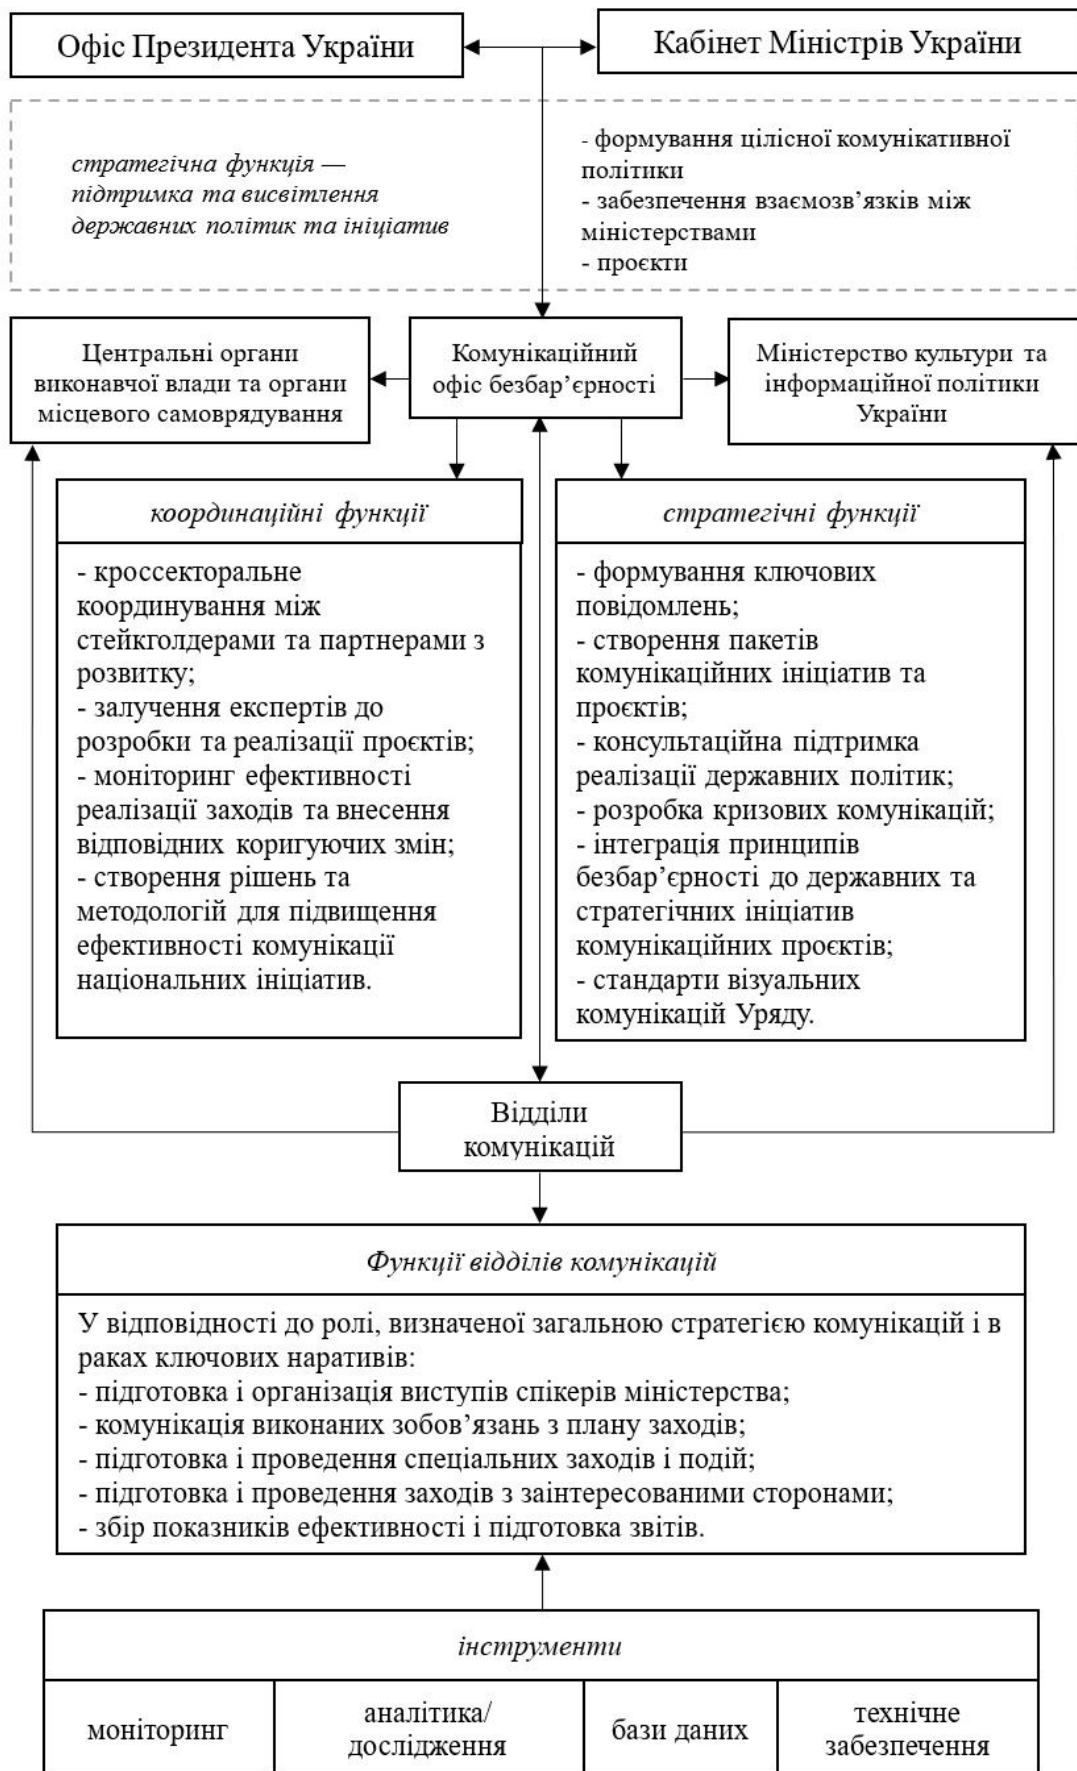 Офіс Президента України
Кабінет Міністрів України
стратегічна функція —
підтримка та висвітлення
державних політик та ініціатив
- формування цілісної комунікативної
політики
- забезпечення взаємозв’язків між
міністерствами
- проєкти
Центральні органи
виконавчої влади та органи
місцевого самоврядування
Комунікаційний
офіс безбар’єрності
Міністерство культури та
інформаційної політики
України
координаційні функції
- кроссекторальне
координування між
стейкголдерами та партнерами з
розвитку;
- залучення експертів до
розробки та реалізації проєктів;
- моніторинг ефективності
реалізації заходів та внесення
відповідних коригуючих змін;
- створення рішень та
методологій для підвищення
ефективності комунікації
національних ініціатив.
стратегічні функції
- формування ключових
повідомлень;
- створення пакетів
комунікаційних ініціатив та
проєктів;
- консультаційна підтримка
реалізації державних політик;
- розробка кризових комунікацій;
- інтеграція принципів
безбар’єрності до державних та
стратегічних ініціатив
комунікаційних проєктів;
- стандарти візуальних
комунікацій Уряду.
Відділи
комунікацій
Функції відділів комунікацій
У відповідності до ролі, визначеної загальною стратегією комунікацій і в
раках ключових наративів:
- підготовка і організація виступів спікерів міністерства;
- комунікація виконаних зобов’язань з плану заходів;
- підготовка і проведення спеціальних заходів і подій;
- підготовка і проведення заходів з заінтересованими сторонами;
- збір показників ефективності і підготовка звітів.
інструменти
моніторинг
аналітика/
дослідження
бази даних
технічне
забезпечення